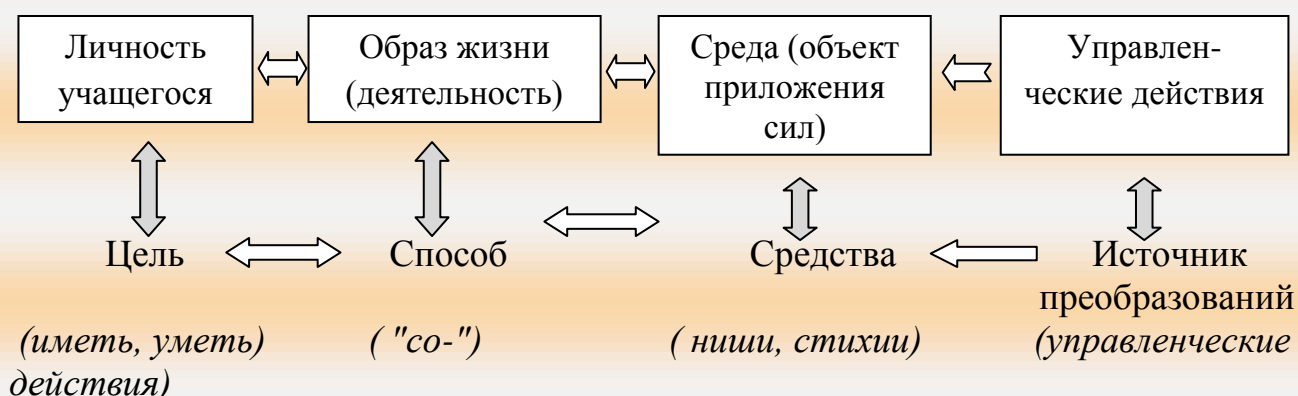 Личность
учащегося
Образ жизни
(деятельность)
Среда (объект
приложения
сил)
Управлен-
ческие действия
Цель
Способ
Средства
Источник
преобразований
(иметь, уметь)
( "со-")
( ниши, стихии)
(управленческие
действия)